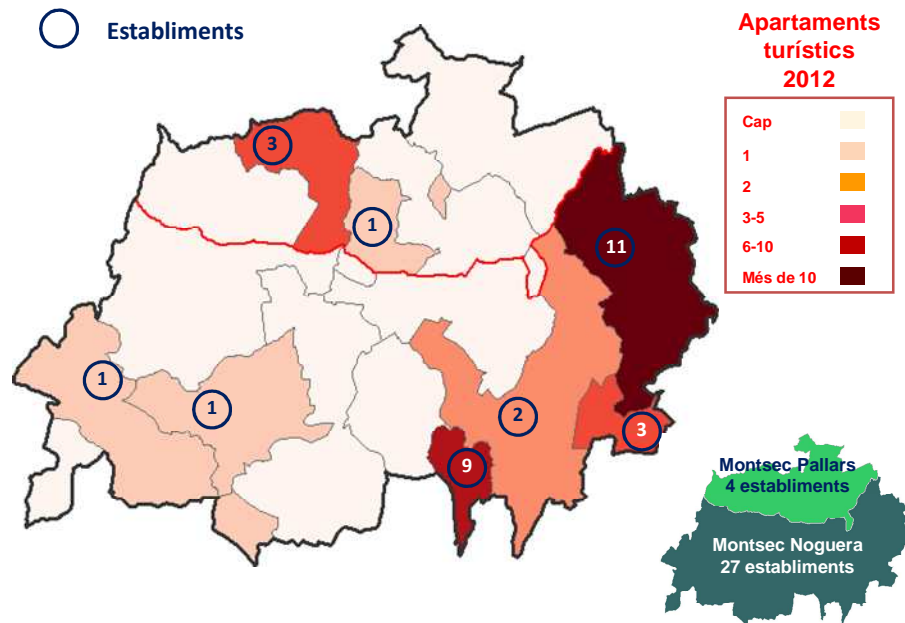 Establiments
Apartaments
turístics
2012
Cap
1
2
3-5
6-10
Més de 10
3
1
11
1
1
2
3
9
Montsec Pallars
4 establiments
Montsec Noguera
27 establiments